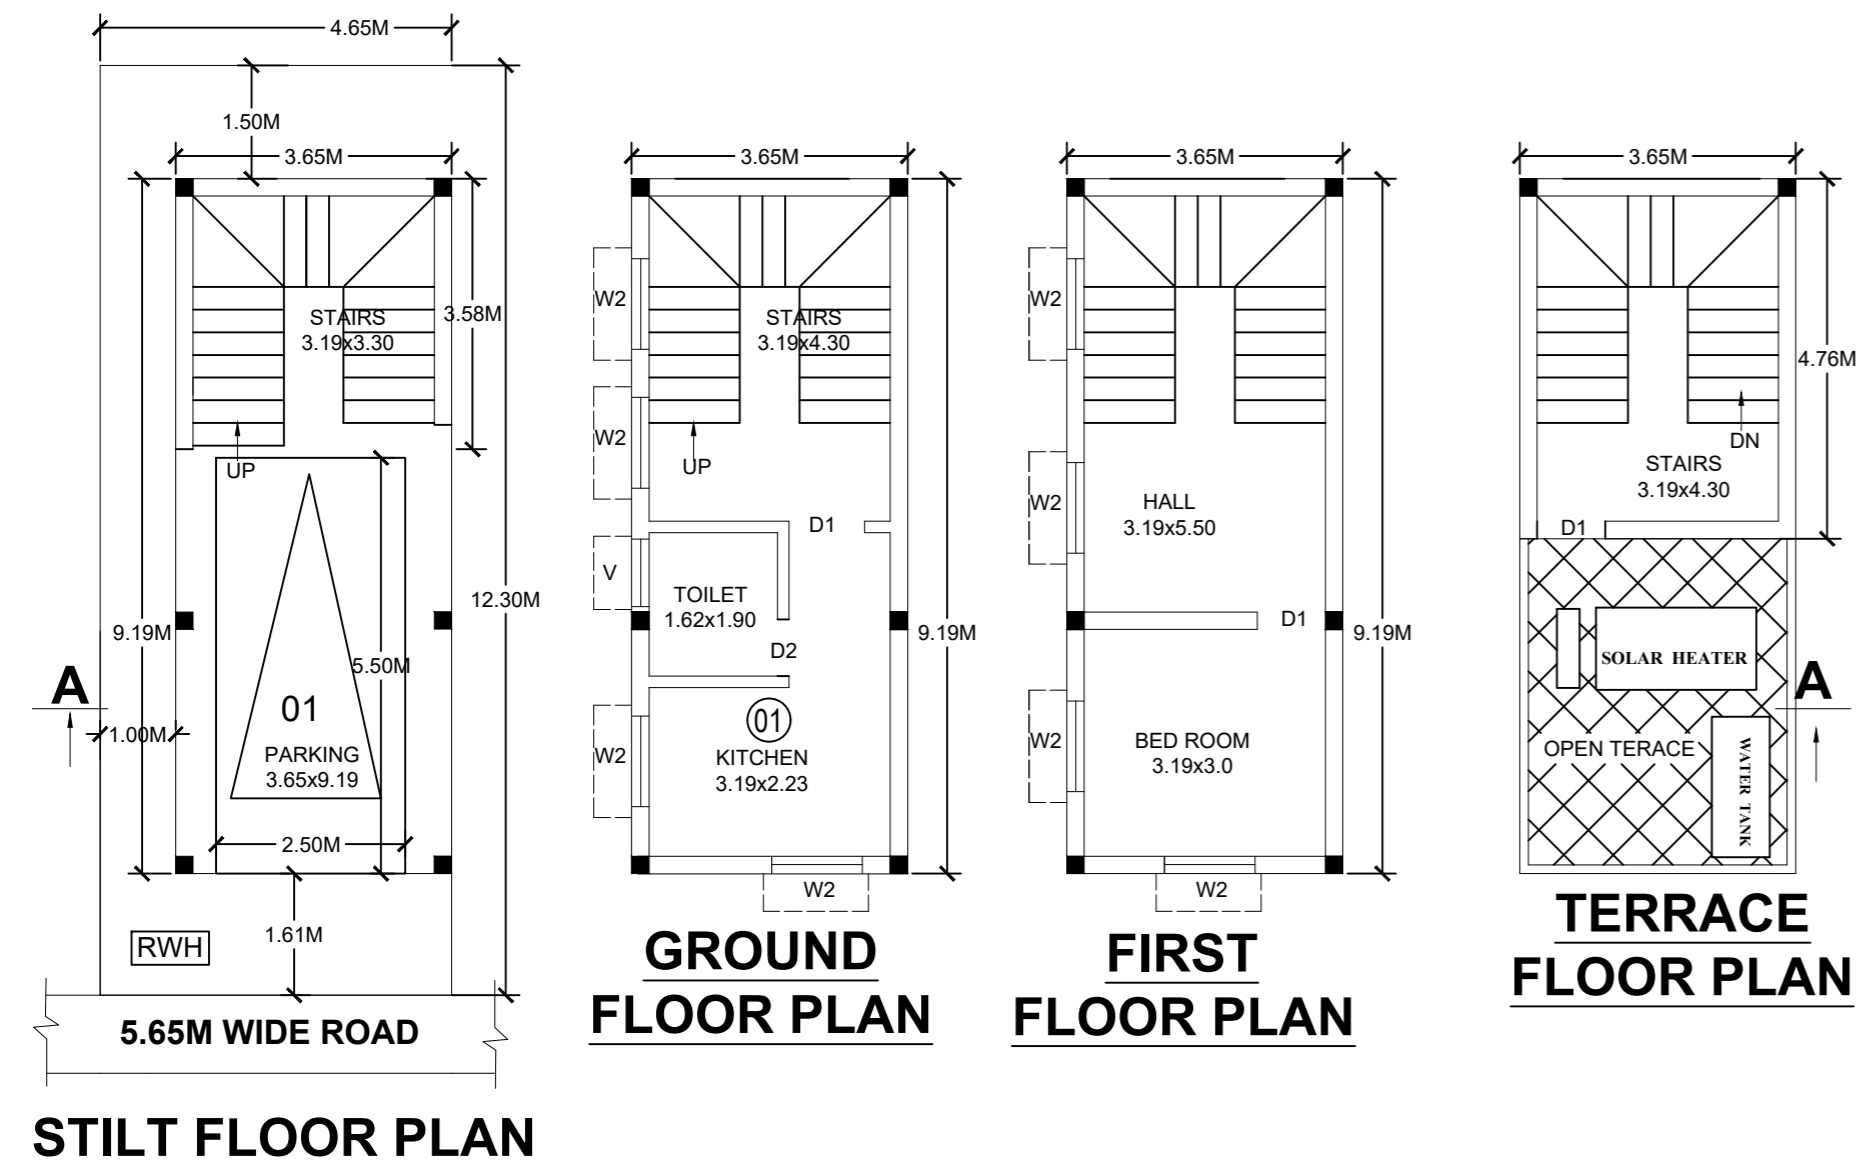 4.65M
1.50M
3.65M
STAIRS
3.19x3.30
3.58M
UP
12.30M
9.19M
5.50M
A
01
1.00M
PARKING
3.65x9.19
2.50M
1.61M
RWH
5.65M WIDE ROAD
STILT FLOOR PLAN
3.65M
W2
STAIRS
3.19x4.30
W2
UP
D1
V
TOILET
1.62x1.90
9.19M
D2
01
W2
KITCHEN
3.19x2.23
W2
GROUND
FLOOR PLAN
3.65M
W2
W2
HALL
3.19x5.50
D1
9.19M
W2
BED ROOM
3.19x3.0
W2
FIRST
FLOOR PLAN
3.65M
4.76M
DN
STAIRS
3.19x4.30
D1
SOLAR HEATER
A
OPEN TERACE
WATER TANK
TERRACE
FLOOR PLAN